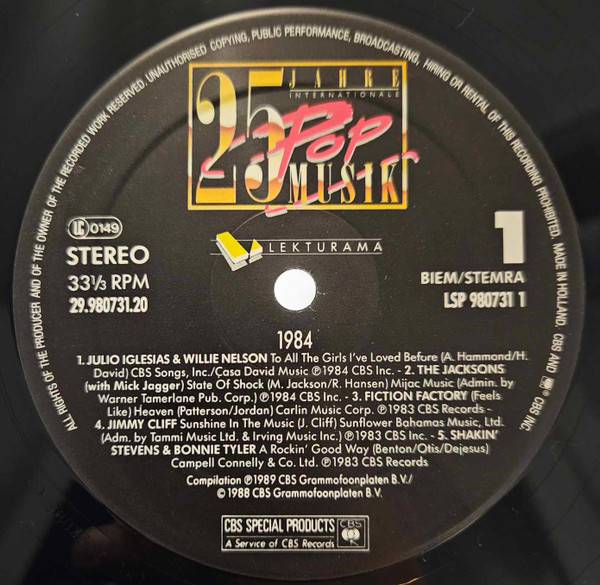 ALL RIGHTS OF THE PRODUCER AND OF THE OWNER OF THE RECORDED WORK RESERVED. UNAUTHORISED COPYING, PUBLIC PERFORMANCE, BROADCASTING, HIRING OR RENTAL OF THIS RECORDING PROHIBITED. MADE IN HOLLAND. CBS AND CBS INC.
25 JAHRE
INTERNATIONALE
Pop
MUSIK
LC 0149
STEREO
33⅓ RPM
29.980731.20
LEKTURAMA
1
BIEM/STEMRA
LSP 980731 1
1984
1. JULIO IGLESIAS & WILLIE NELSON To All The Girls I've Loved Before (A. Hammond/H.
David) CBS Songs, Inc./Casa David Music ℗1984 CBS Inc. - 2. THE JACKSONS
(with Mick Jagger) State Of Shock (M. Jackson/R. Hansen) Mijac Music (Admin. by
Warner Tamerlane Pub. Corp.) ℗1984 CBS Inc. - 3. FICTION FACTORY (Feels
Like) Heaven (Patterson/Jordan) Carlin Music Corp. ℗1983 CBS Records -
4. JIMMY CLIFF Sunshine In The Music (J. Cliff) Sunflower Bahamas Music, Ltd.
(Adm. by Tammi Music Ltd. & Irving Music Inc.) ℗1983 CBS Inc. - 5. SHAKIN'
STEVENS & BONNIE TYLER A Rockin' Good Way (Benton/Otis/Dejesus)
Campell Connelly & Co. Ltd. ℗1983 CBS Records
Compilation ℗1989 CBS Grammofoonplaten B.V./
© 1988 CBS Grammofoonplaten B.V.
CBS SPECIAL PRODUCTS
A Service of CBS Records
CBS